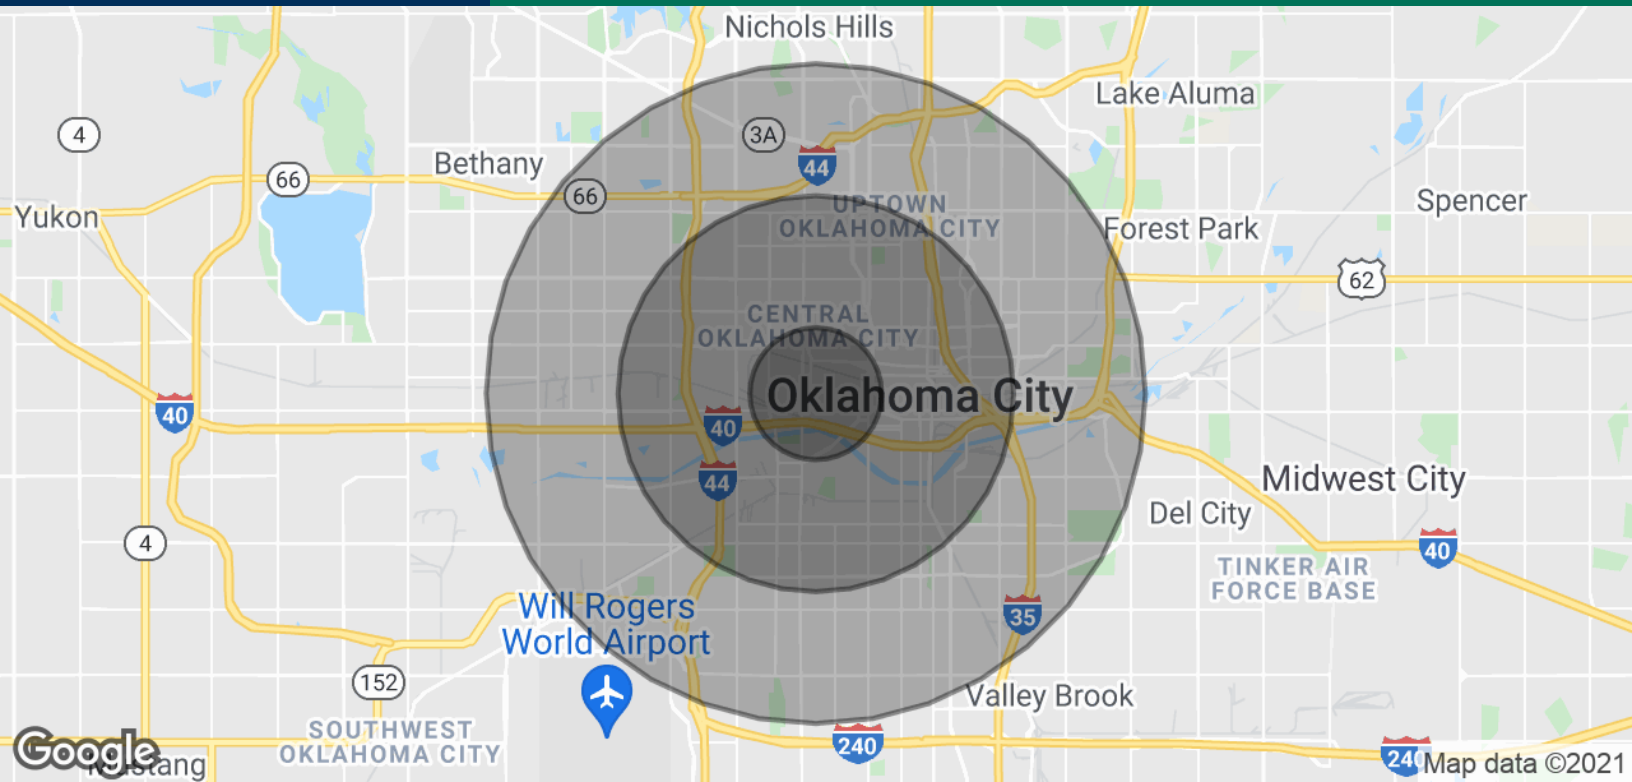 Nichols Hills
Lake Aluma
4
3A
Bethany
44
66
66
Spencer
UPTOWN
OKLAHOMA CITY
Yukon
Forest Park
62
CENTRAL
OKLAHOMA CITY
Oklahoma City
40
40
44
Midwest City
Del City
4
40
TINKER AIR
FORCE BASE
Will Rogers
World Airport
35
152
Valley Brook
SOUTHWEST
OKLAHOMA CITY
240
240
Google
Mustang
Map data ©2021